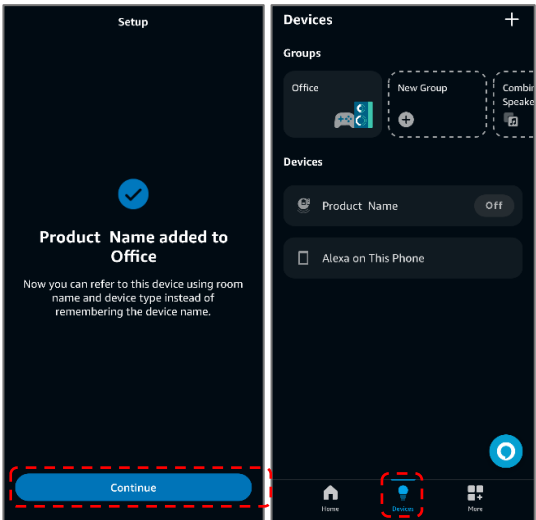 Setup
Product Name added to
Office
Now you can refer to this device using room
name and device type instead of
remembering the device name.
Continue
Devices
Groups
Office
New Group
Combin
Speake
Devices
Product Name
Off
Alexa on This Phone
Home
Devices
More